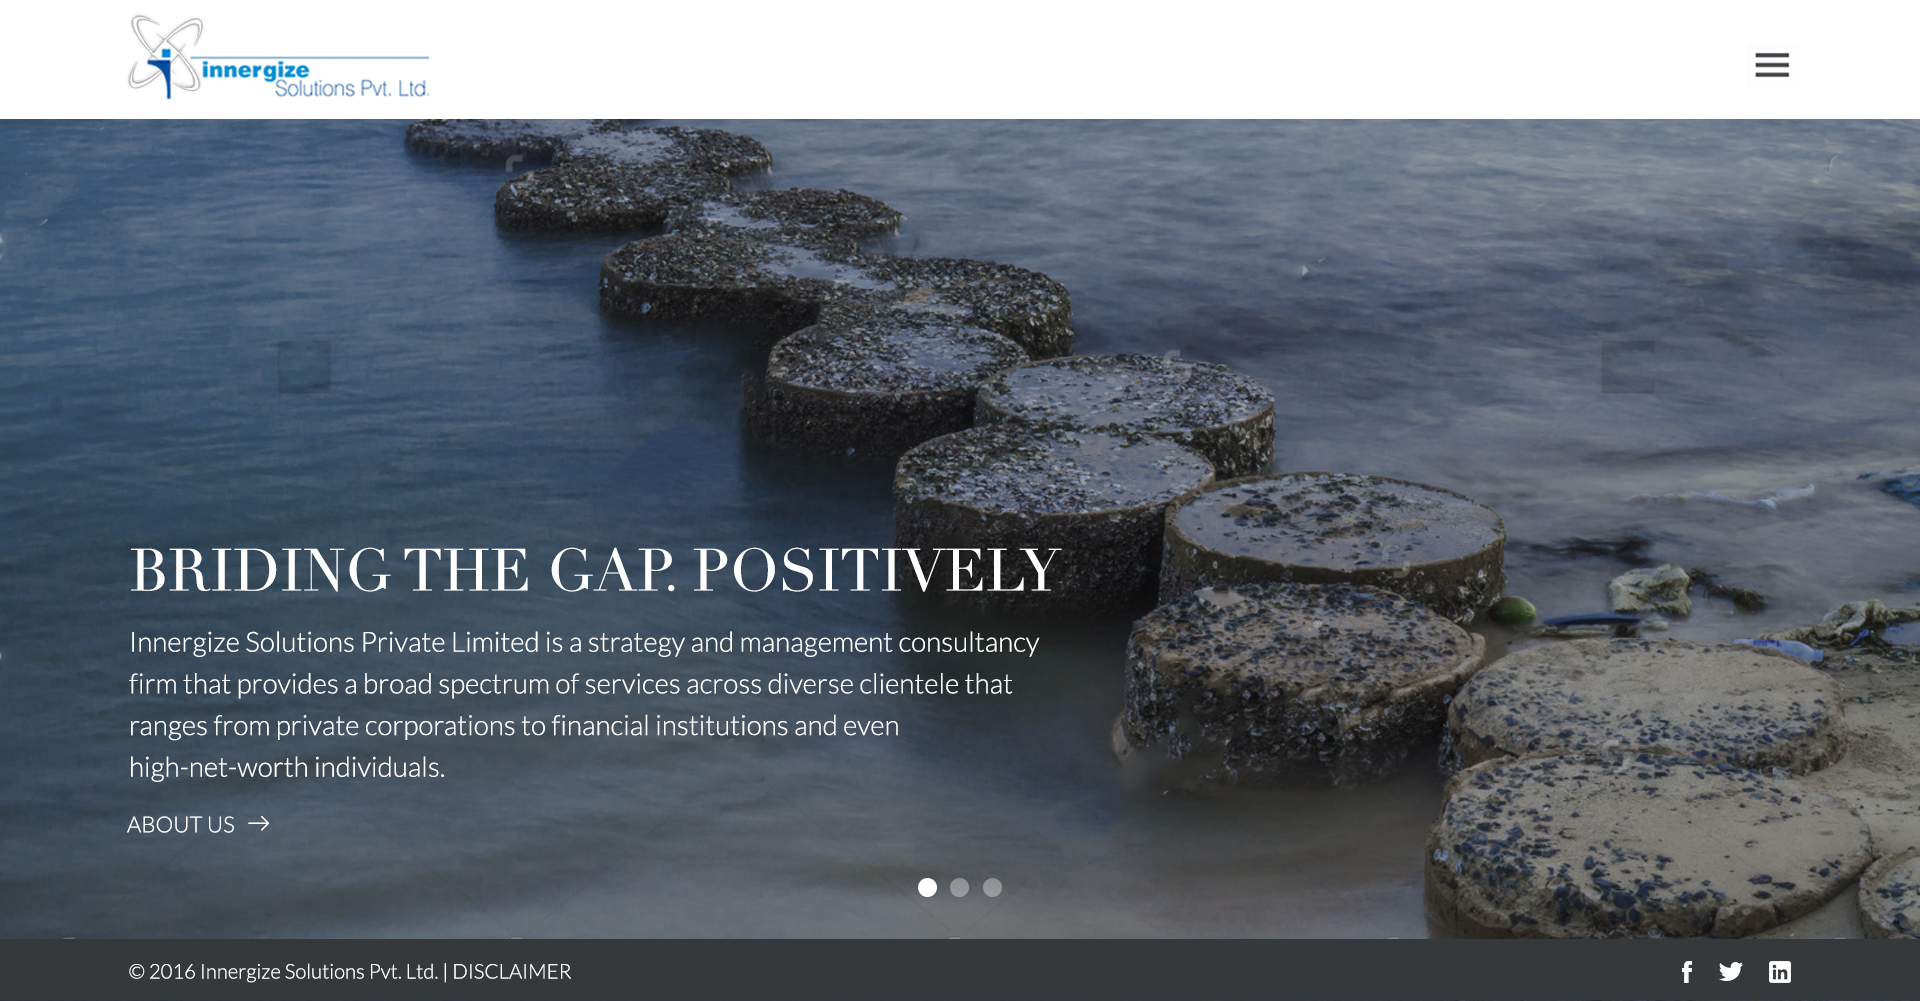 innergize
Solutions Pvt. Ltd.
BRIDING THE GAP. POSITIVELY
Innergize Solutions Private Limited is a strategy and management consultancy
firm that provides a broad spectrum of services across diverse clientele that
ranges from private corporations to financial institutions and even
high-net-worth individuals.
ABOUT US →
© 2016 Innergize Solutions Pvt. Ltd. | DISCLAIMER